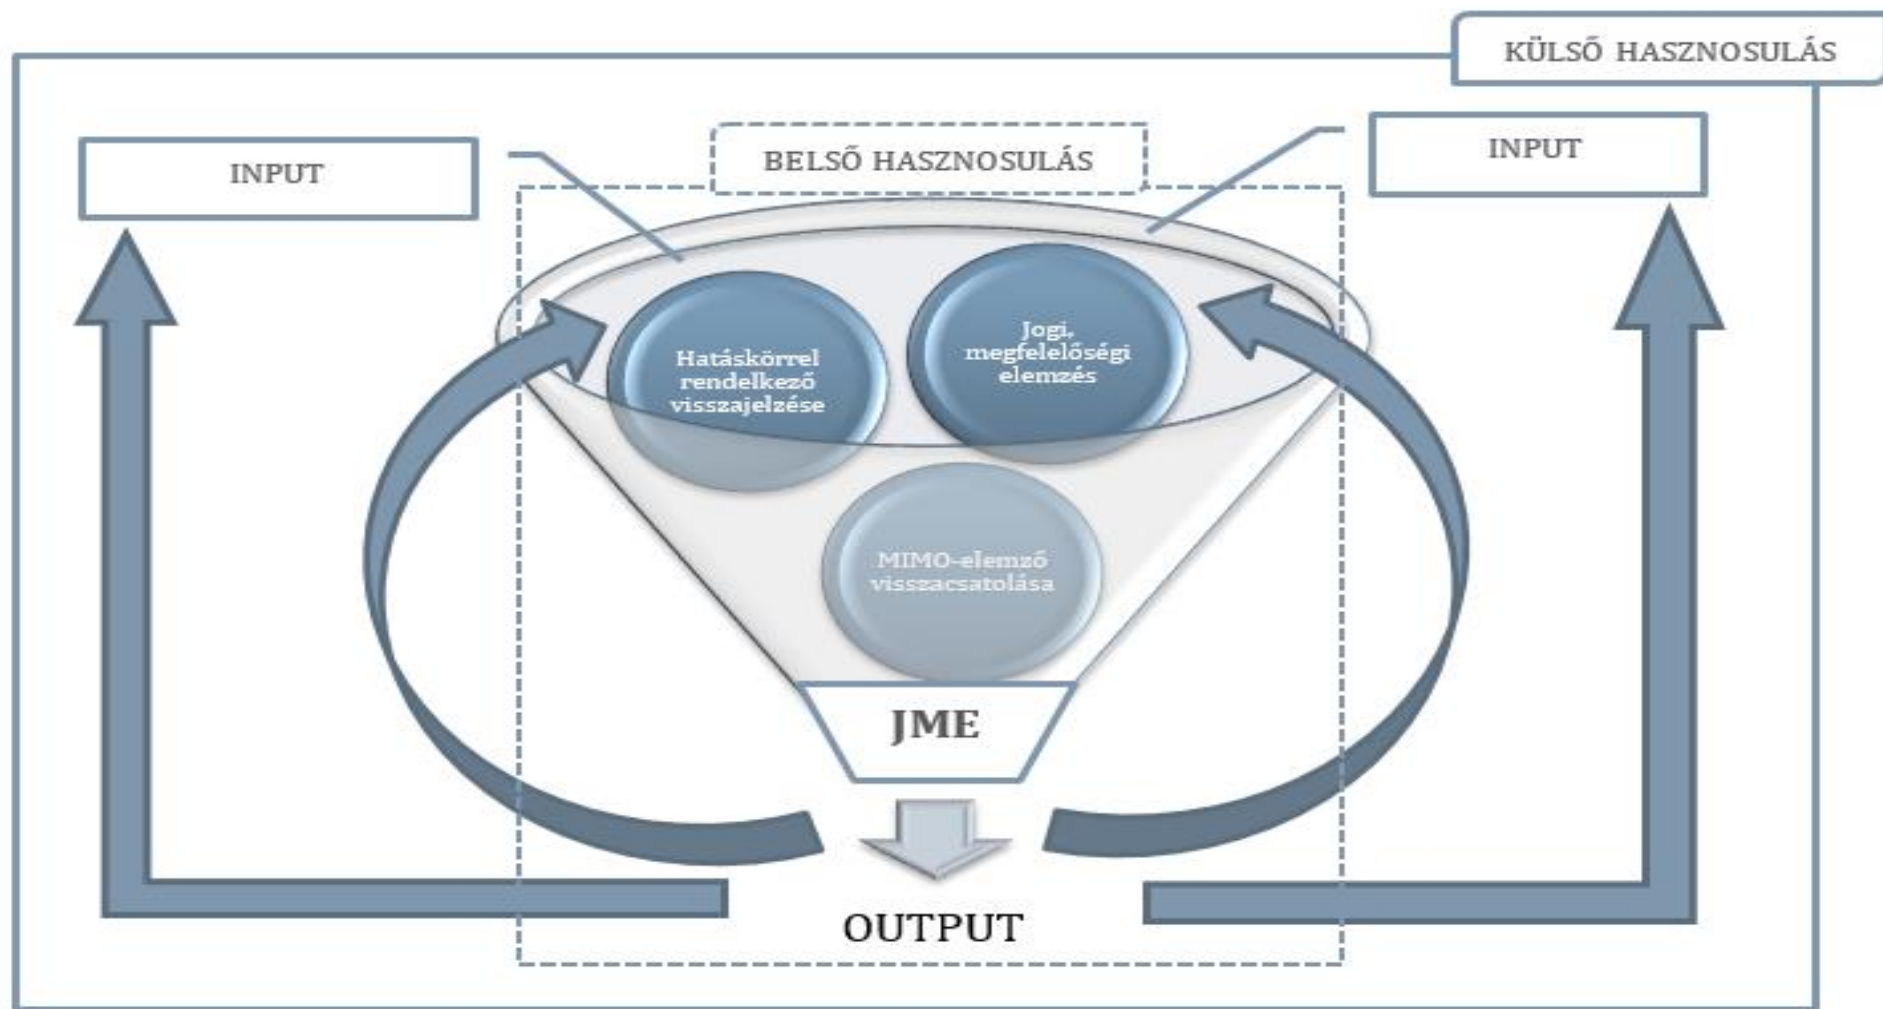 KÜLSŐ HASZNOSULÁS
INPUT
BELSŐ HASZNOSULÁS
INPUT
Hatáskörrel
rendelkező
visszajelzése
Jogi,
megfelelőségi
elemzés
MIMO-elemző
visszacsatolása
JME
OUTPUT